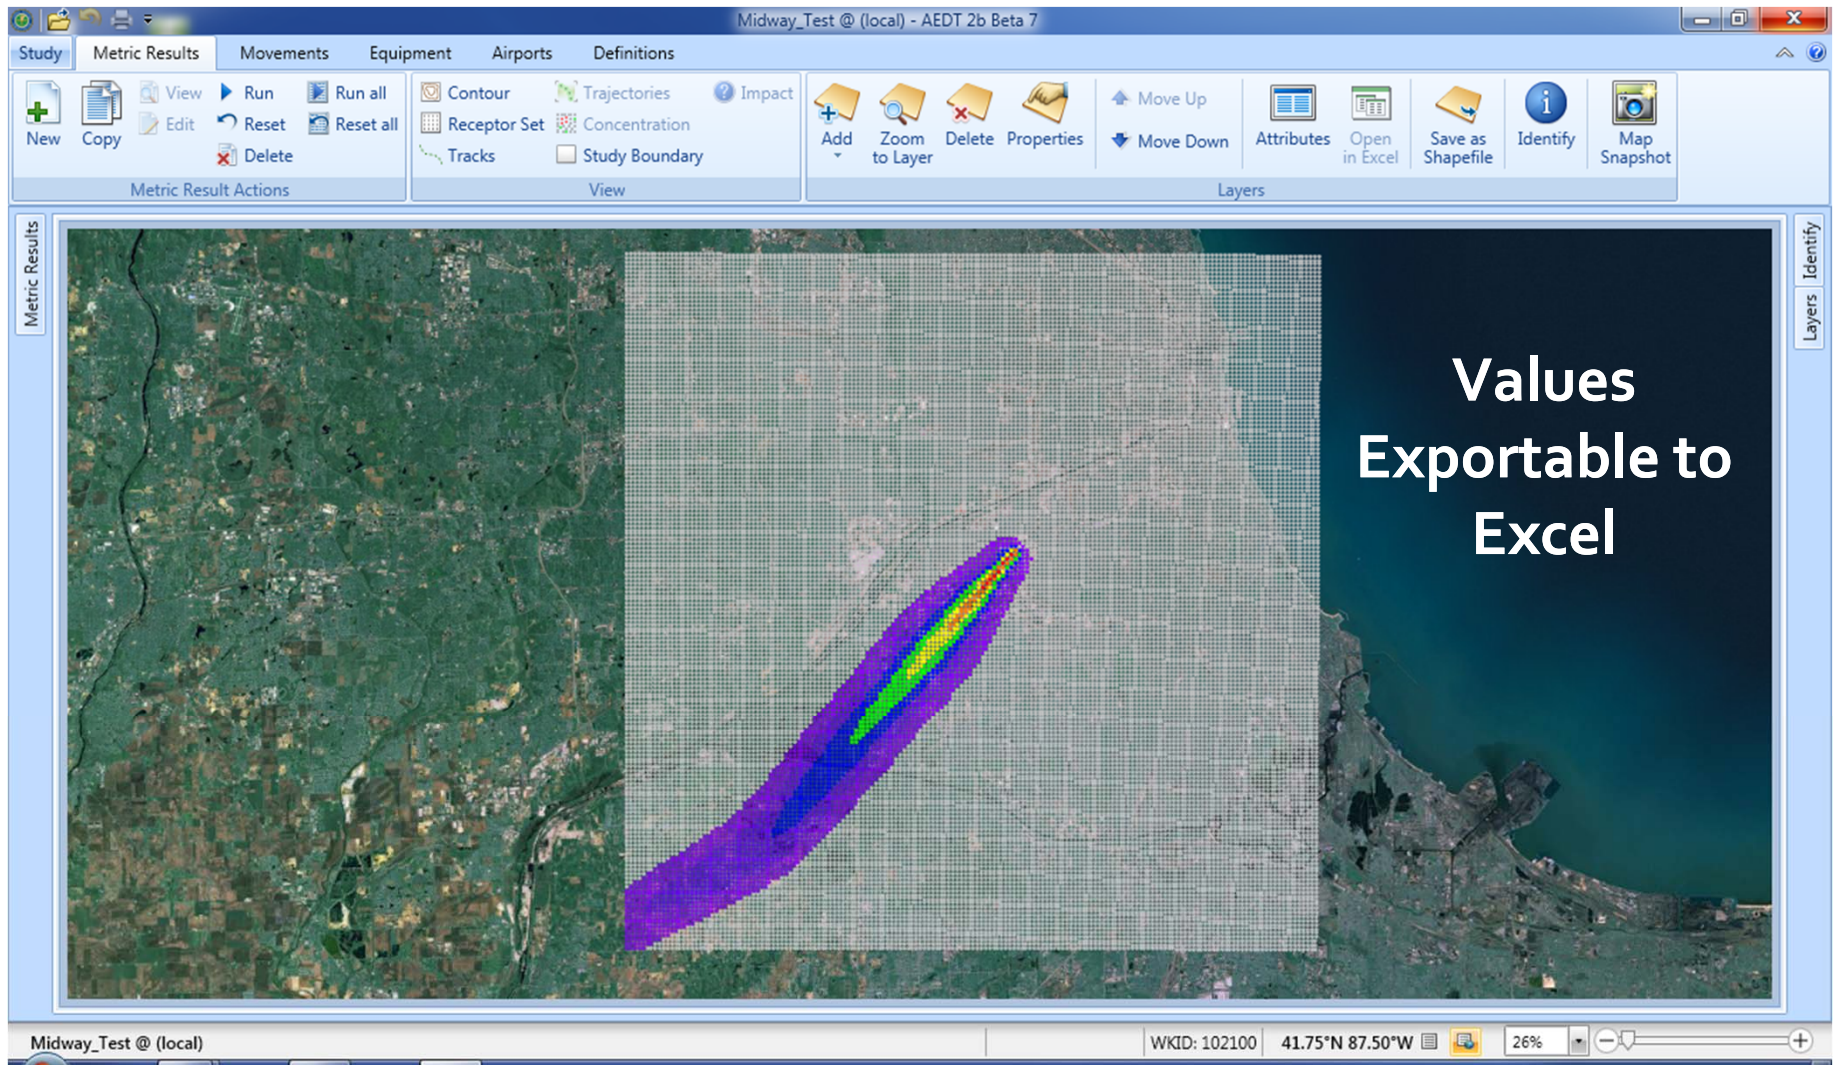 Midway_Test @ (local) - AEDT 2b Beta 7
Study
Metric Results
Movements
Equipment
Airports
Definitions
New
Copy
View
Edit
Run
Reset
Delete
Run all
Reset all
Metric Result Actions
Contour
Receptor Set
Tracks
Trajectories
Concentration
Study Boundary
Impact
View
Add
Zoom
to Layer
Delete
Properties
Move Up
Move Down
Attributes
Open
in Excel
Save as
Shapefile
Identify
Map
Snapshot
Layers
Metric Results
Identify
Layers
Values
Exportable to
Excel
Midway_Test @ (local)
WKID: 102100
41.75°N 87.50°W
26%